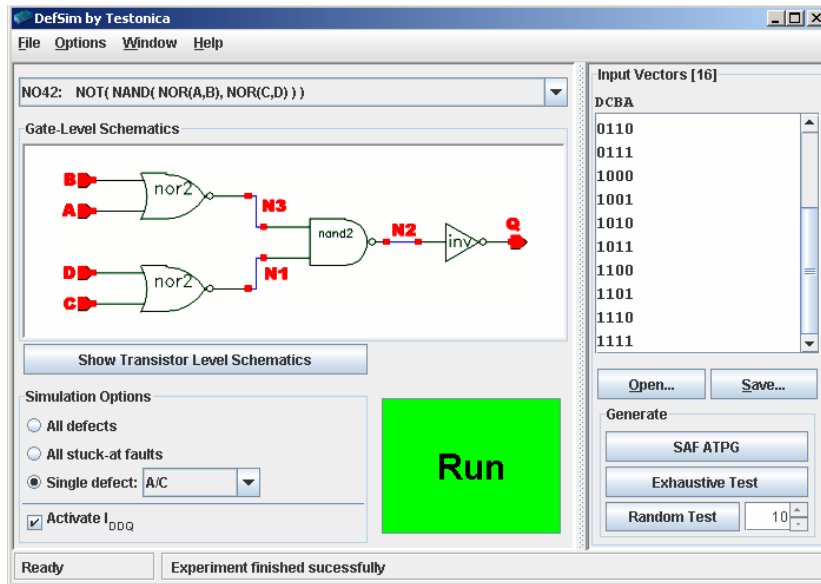 DefSim by Testonica
File Options Window Help
NO42: NOT( NAND( NOR(A,B), NOR(C,D) ) )
Gate-Level Schematics
B
nor2
A
N3
nand2
N2
inv
Q
D
nor2
N1
C
Show Transistor Level Schematics
Simulation Options
All defects
All stuck-at faults
Single defect: A/C
Activate IDDQ
Run
Input Vectors [16]
DCBA
0110
0111
1000
1001
1010
1011
1100
1101
1110
1111
Open... Save...
Generate
SAF ATPG
Exhaustive Test
Random Test 10
Ready Experiment finished sucessfully